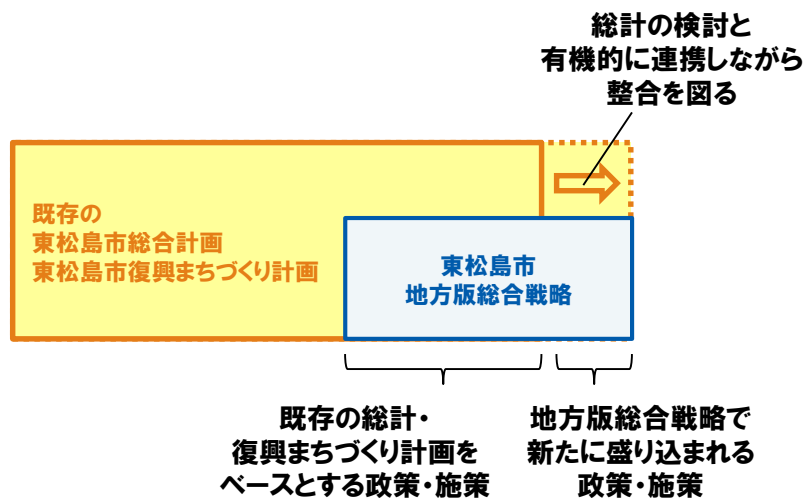 総計の検討と
有機的に連携しながら
整合を図る
既存の
東松島市総合計画
東松島市復興まちづくり計画
東松島市
地方版総合戦略
既存の総計・
復興まちづくり計画を
ベースとする政策・施策
地方版総合戦略で
新たに盛り込まれる
政策・施策